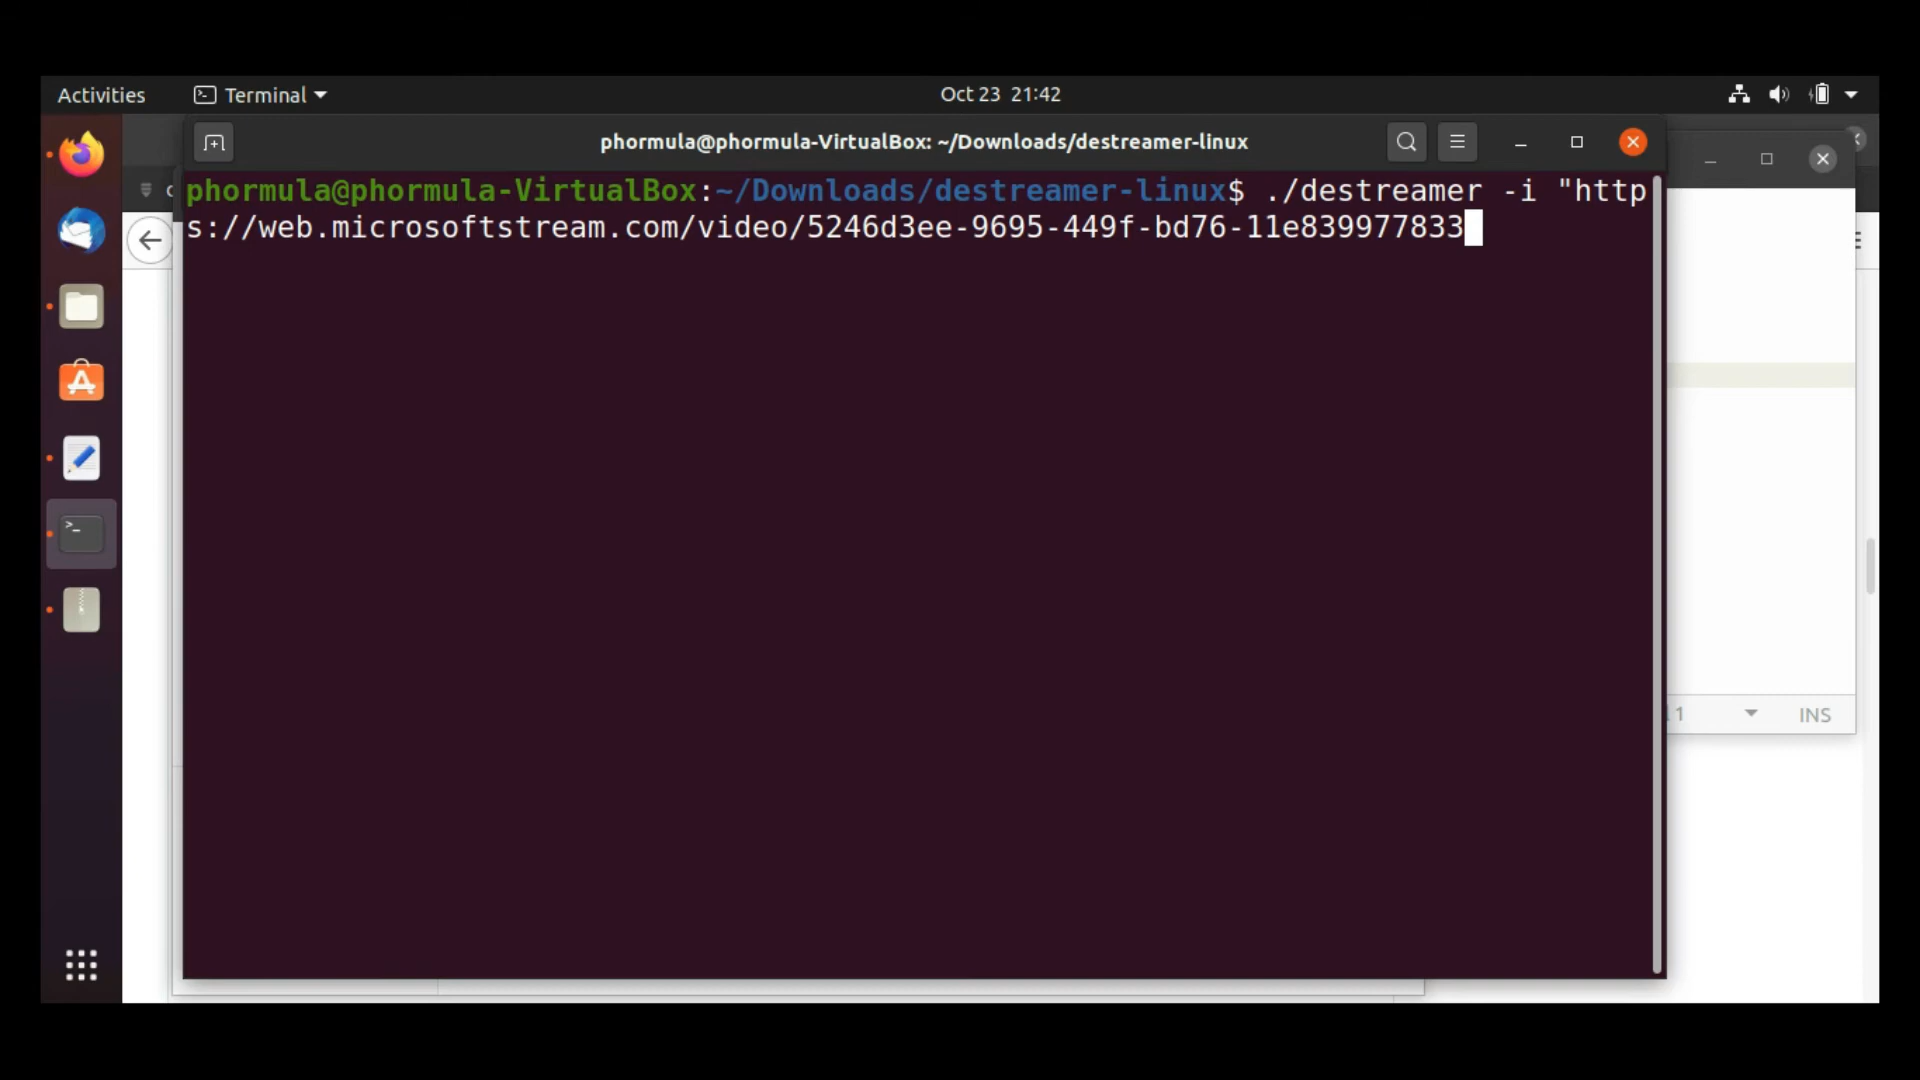 Activities
Terminal
Oct 23 21:42
phormula@phormula-VirtualBox: ~/Downloads/destreamer-linux
phormula@phormula-VirtualBox:~/Downloads/destreamer-linux$ ./destreamer -i "http
s://web.microsoftstream.com/video/5246d3ee-9695-449f-bd76-11e839977833
1
INS